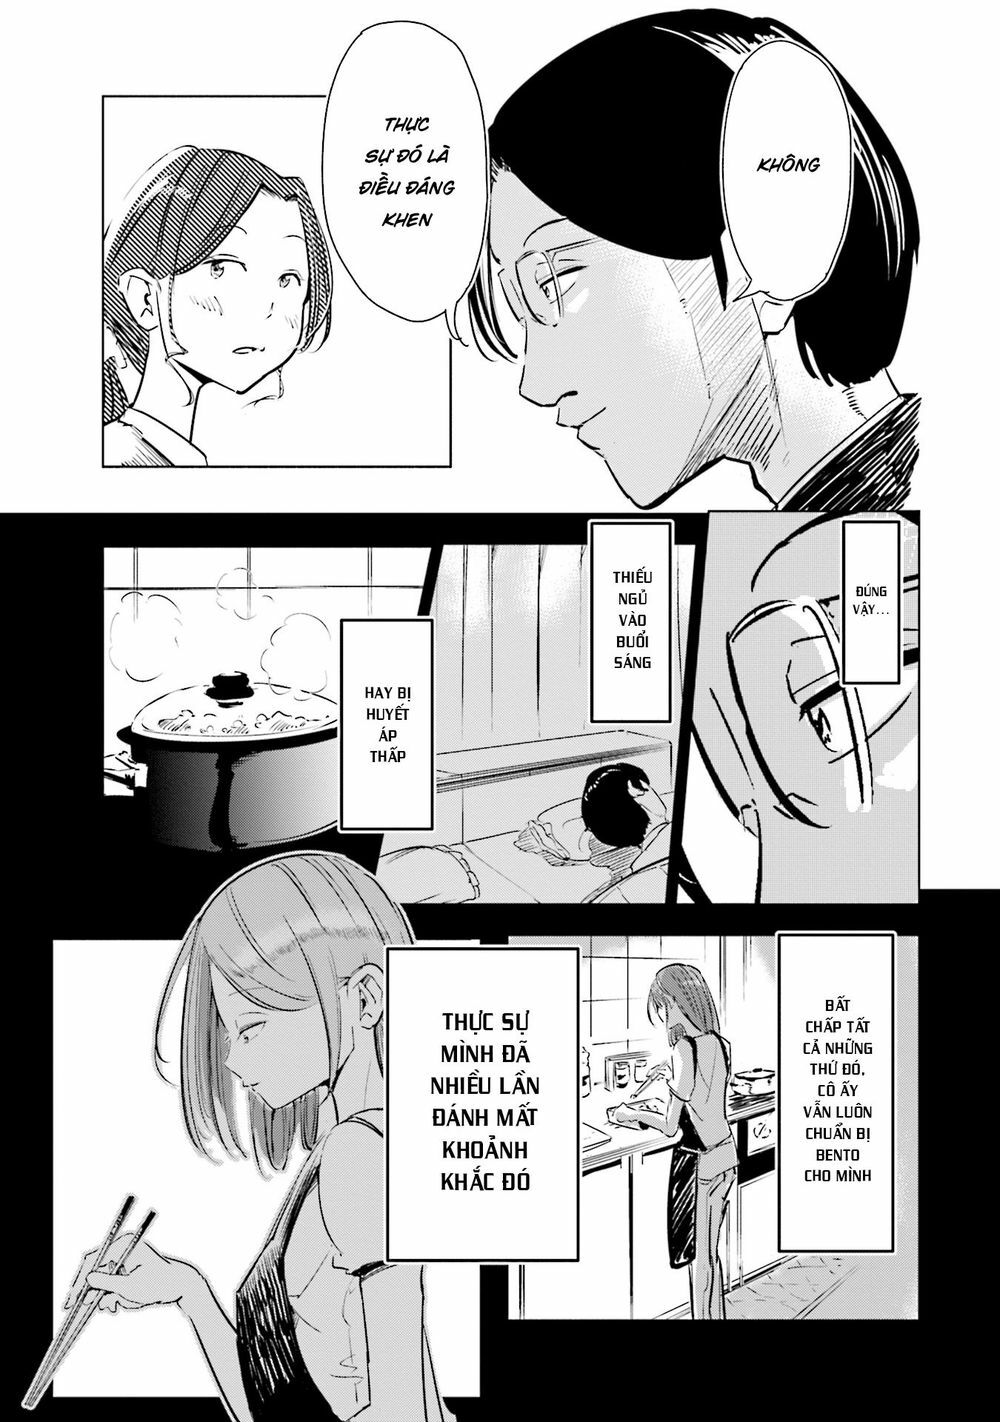 KHÔNG
THỰC
SỰ ĐÓ LÀ
ĐIỀU ĐÁNG
KHEN
ĐÚNG
VẬY...
THIẾU
NGỦ
VÀO
BUỔI
SÁNG
HAY BỊ
HUYẾT
ÁP
THẤP
BẤT
CHẤP TẤT
CẢ NHỮNG
THỨ ĐÓ,
CÔ ẤY
VẪN LUÔN
CHUẨN BỊ
BENTO
CHO MÌNH
THỰC SỰ
MÌNH ĐÃ
NHIỀU LẦN
ĐÁNH MẤT
KHOẢNH
KHẮC ĐÓ